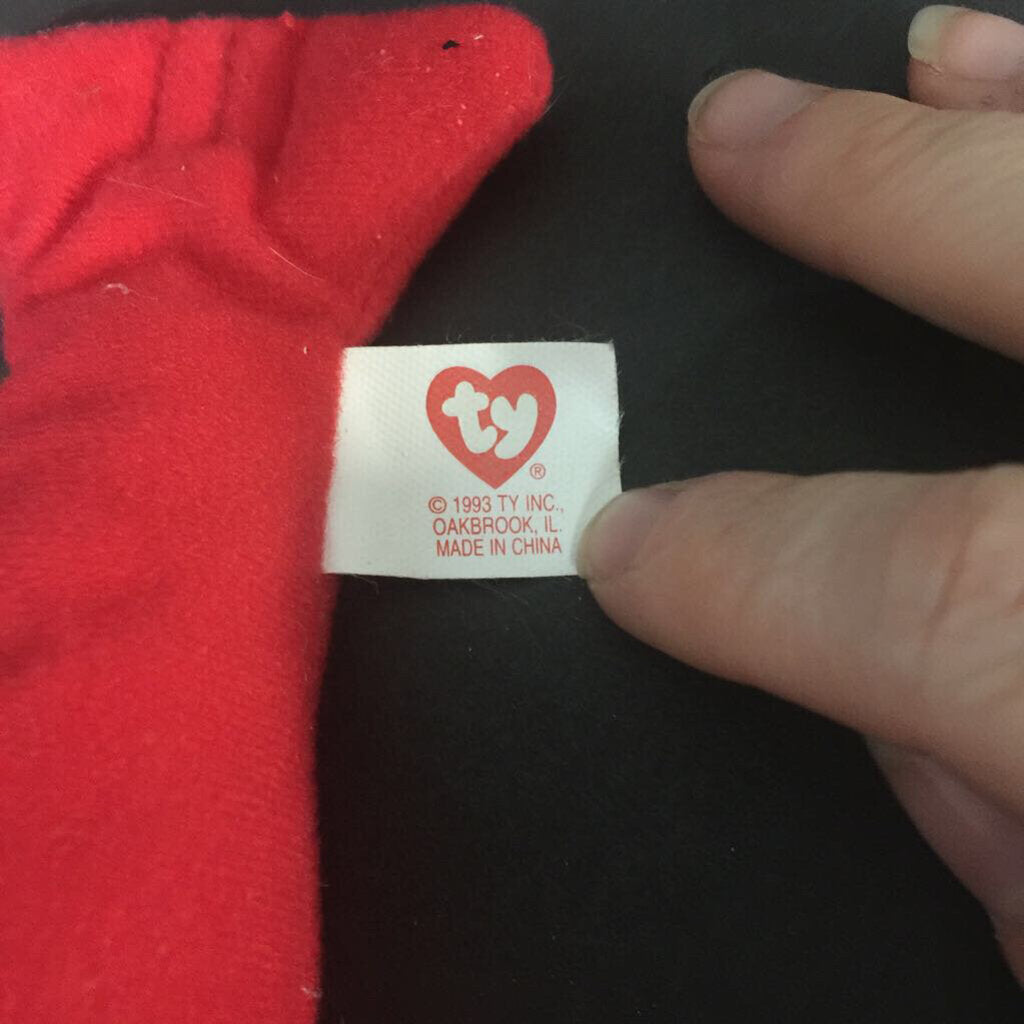 ty
®
© 1993 TY INC.,
OAKBROOK, IL.
MADE IN CHINA